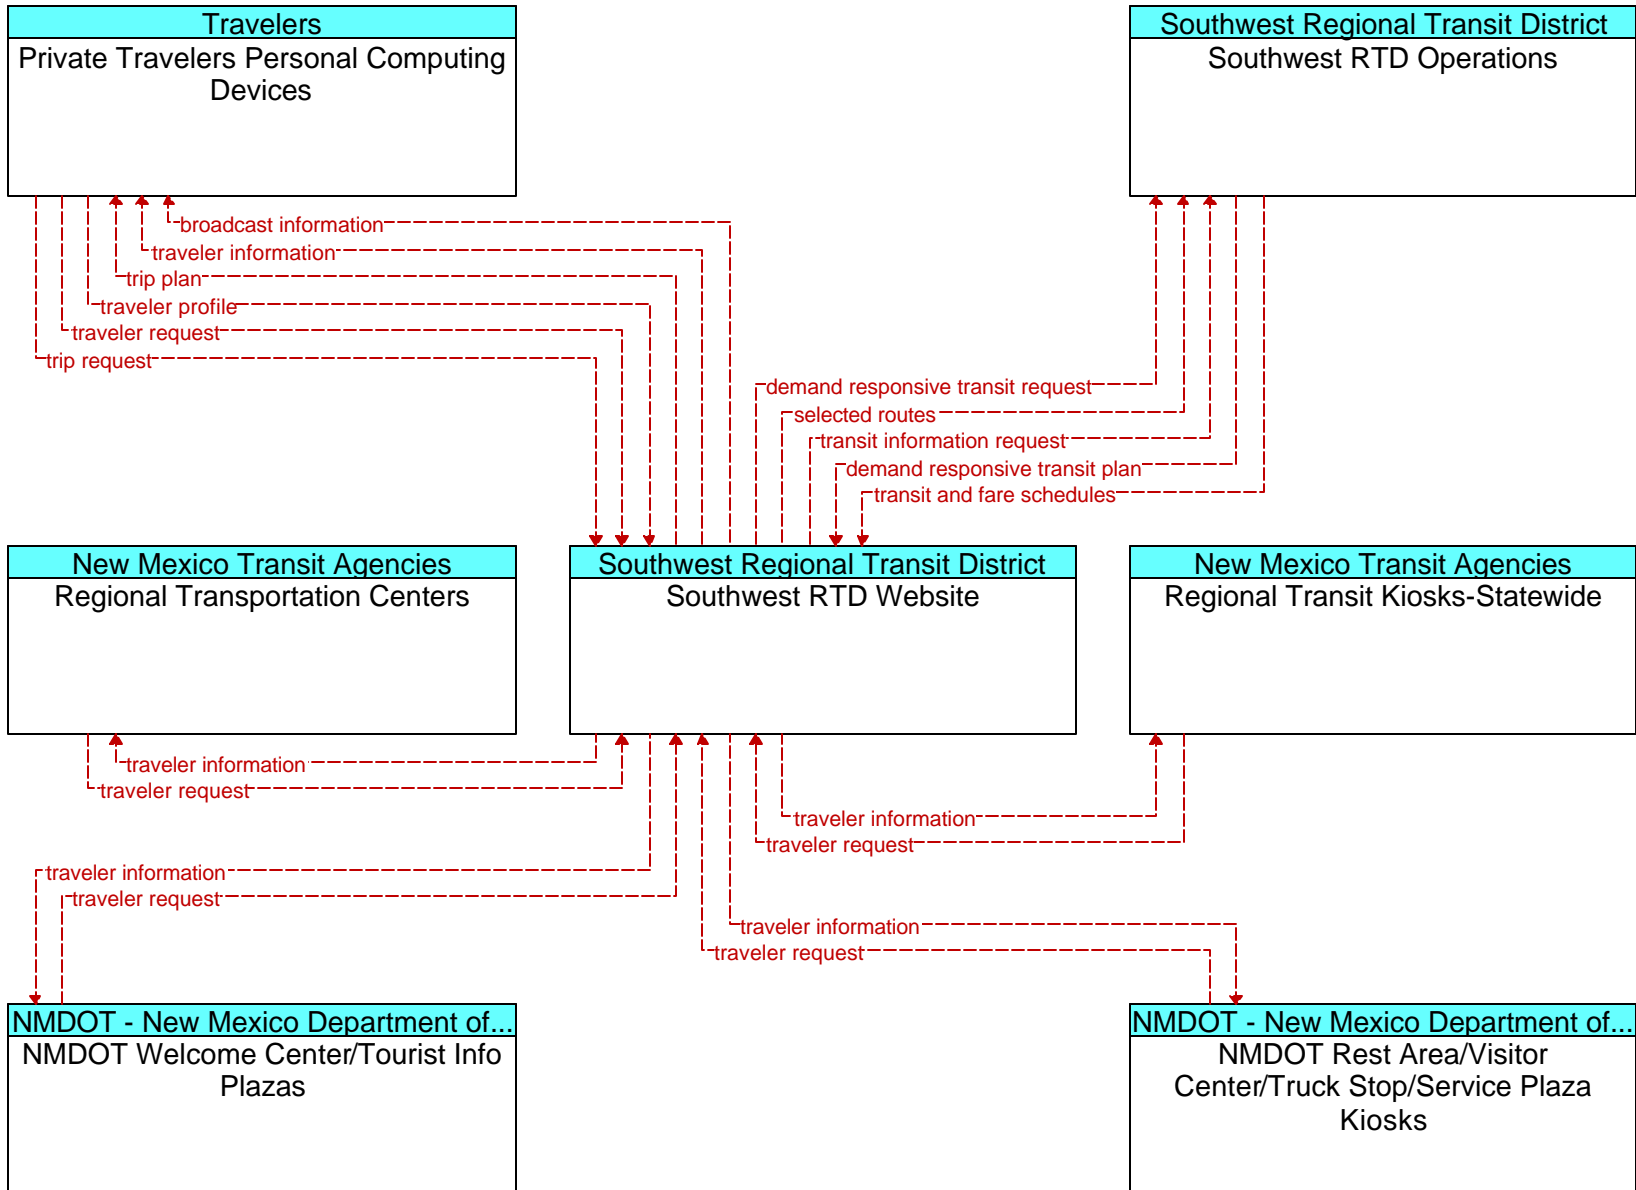 Travelers
Private Travelers Personal Computing
Devices
Southwest Regional Transit District
Southwest RTD Operations
broadcast information
traveler information
trip plan
traveler profile
traveler request
trip request
demand responsive transit request
selected routes
transit information request
demand responsive transit plan
transit and fare schedules
New Mexico Transit Agencies
Regional Transportation Centers
Southwest Regional Transit District
Southwest RTD Website
New Mexico Transit Agencies
Regional Transit Kiosks-Statewide
traveler information
traveler request
traveler information
traveler request
traveler information
traveler request
traveler information
traveler request
NMDOT - New Mexico Department of...
NMDOT Welcome Center/Tourist Info
Plazas
NMDOT - New Mexico Department of...
NMDOT Rest Area/Visitor
Center/Truck Stop/Service Plaza
Kiosks